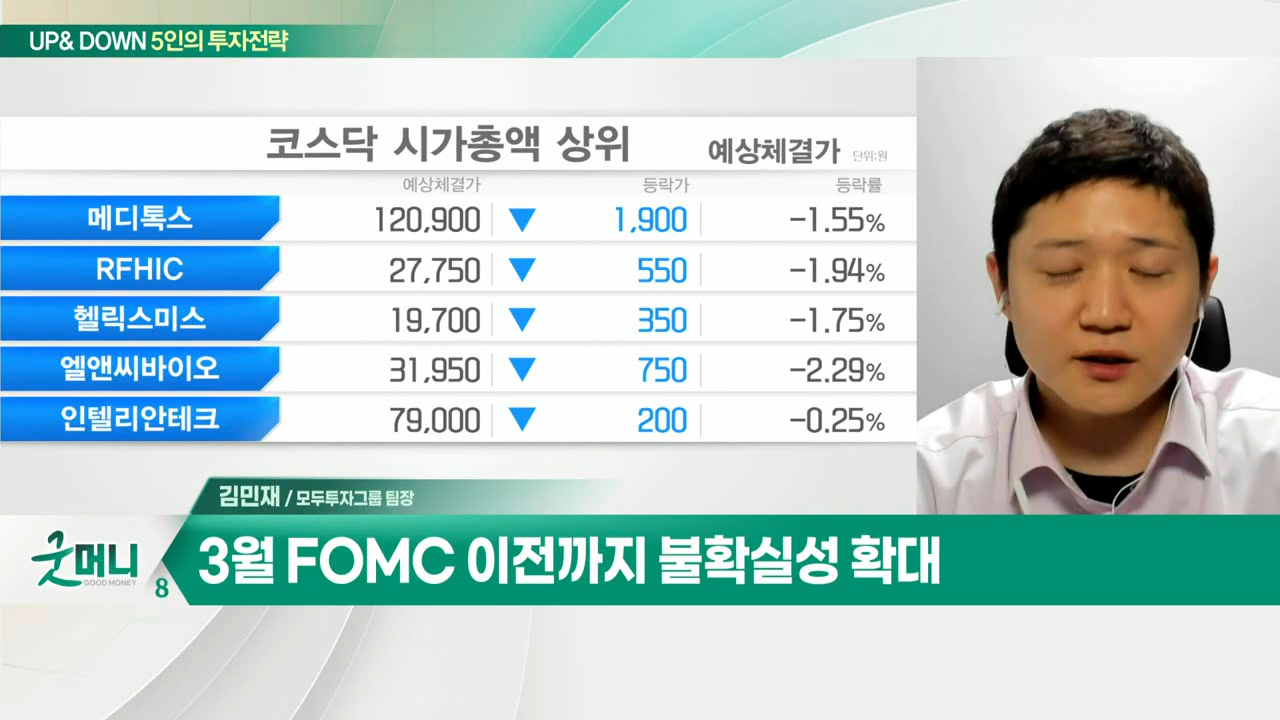 UP& DOWN 5인의 투자전략
코스닥 시가총액 상위 예상체결가 단위:원
예상체결가 등락가 등락률
메디톡스 120,900 ▼ 1,900 -1.55%
RFHIC 27,750 ▼ 550 -1.94%
헬릭스미스 19,700 ▼ 350 -1.75%
엘앤씨바이오 31,950 ▼ 750 -2.29%
인텔리안테크 79,000 ▼ 200 -0.25%
김민재 / 모두투자그룹 팀장
굿머니
GOOD MONEY
8
3월 FOMC 이전까지 불확실성 확대